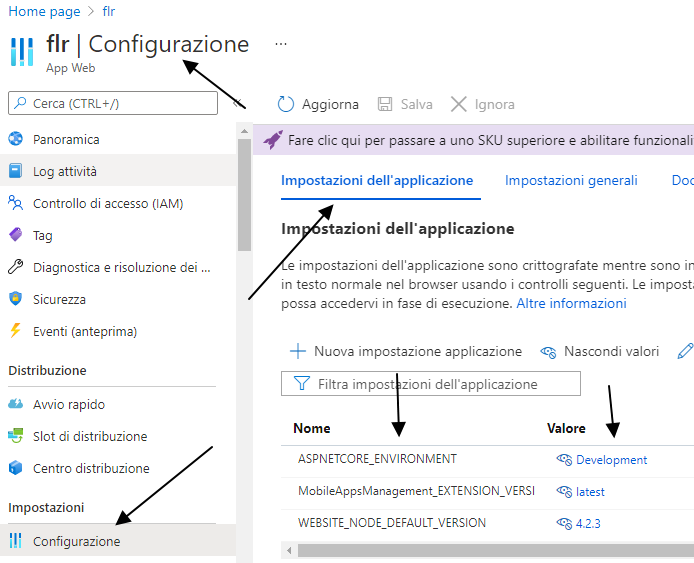 Home page > flr
flr | Configurazione ...
App Web
Cerca (CTRL+/)
«
Panoramica
Log attività
Controllo di accesso (IAM)
Tag
Diagnostica e risoluzione dei ...
Sicurezza
Eventi (anteprima)
Distribuzione
Avvio rapido
Slot di distribuzione
Centro distribuzione
Impostazioni
Configurazione
Aggiorna Salva Ignora
Fare clic qui per passare a uno SKU superiore e abilitare funzionali
Impostazioni dell'applicazione Impostazioni generali Doc
Impostazioni dell'applicazione
Le impostazioni dell'applicazione sono crittografate mentre sono in
in testo normale nel browser usando i controlli seguenti. Le imposta
possa accedervi in fase di esecuzione. Altre informazioni
Nuova impostazione applicazione Nascondi valori
Filtra impostazioni dell'applicazione
Nome Valore
ASPNETCORE_ENVIRONMENT Development
MobileAppsManagement_EXTENSION_VERSI latest
WEBSITE_NODE_DEFAULT_VERSION 4.2.3